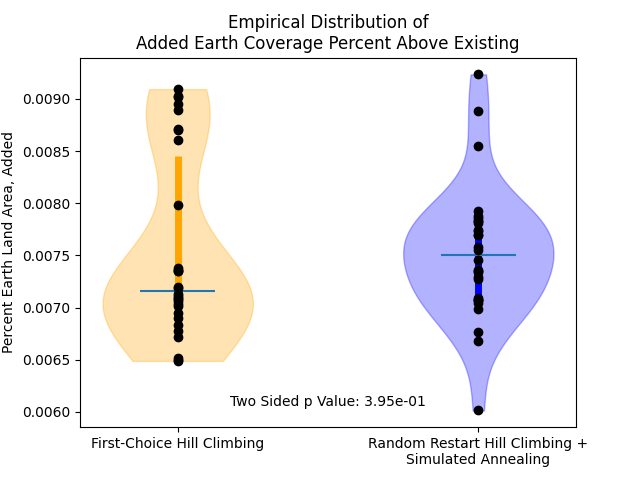 Empirical Distribution of
Added Earth Coverage Percent Above Existing
Percent Earth Land Area, Added
0.0090
0.0085
0.0080
0.0075
0.0070
0.0065
0.0060
Two Sided p Value: 3.95e-01
First-Choice Hill Climbing
Random Restart Hill Climbing +
Simulated Annealing